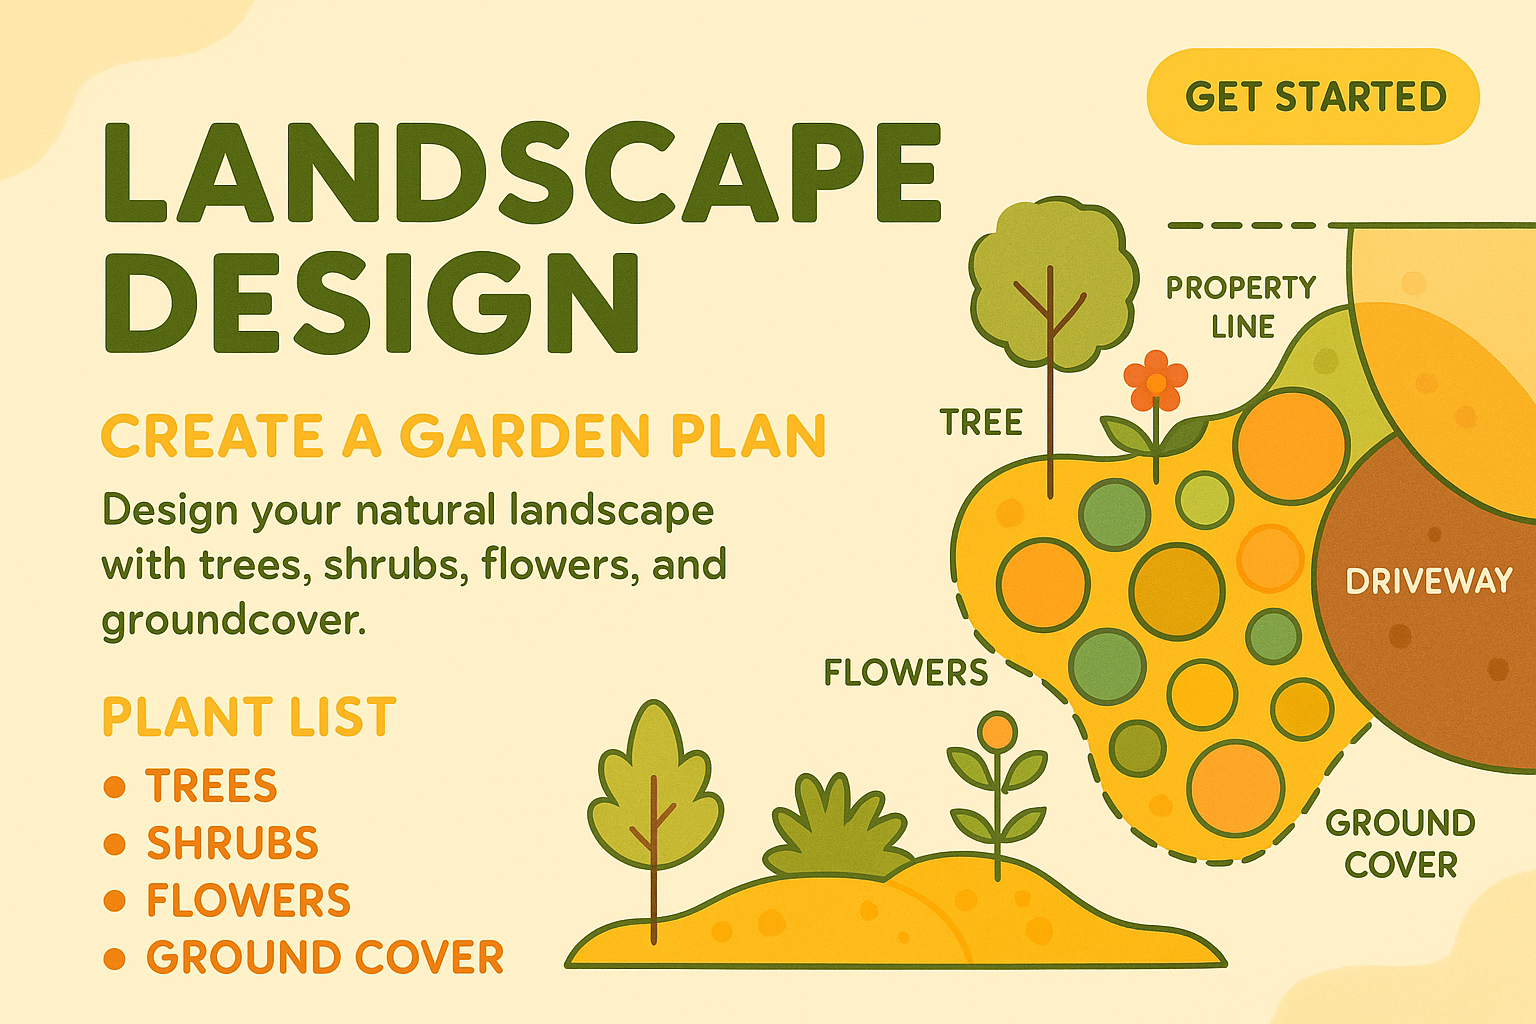 GET STARTED
LANDSCAPE
DESIGN
CREATE A GARDEN PLAN
Design your natural landscape
with trees, shrubs, flowers, and
groundcover.
PLANT LIST
• TREES
• SHRUBS
• FLOWERS
• GROUND COVER
PROPERTY
LINE
TREE
DRIVEWAY
FLOWERS
GROUND
COVER